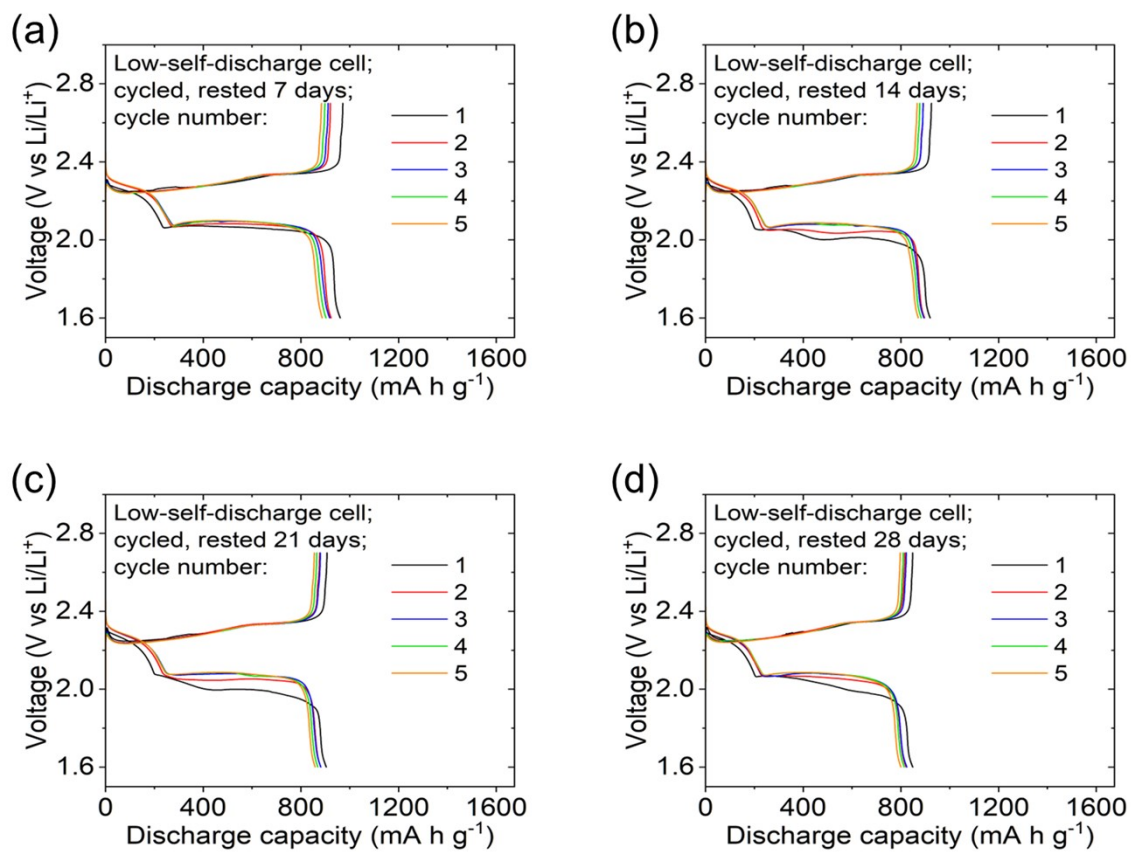 (a)
Low-self-discharge cell;
cycled, rested 7 days;
cycle number:
1
2
3
4
5
2.8
2.4
2.0
1.6
Voltage (V vs Li/Li⁺)
0 400 800 1200 1600
Discharge capacity (mA h g⁻¹)
(b)
Low-self-discharge cell;
cycled, rested 14 days;
cycle number:
1
2
3
4
5
2.8
2.4
2.0
1.6
Voltage (V vs Li/Li⁺)
0 400 800 1200 1600
Discharge capacity (mA h g⁻¹)
(c)
Low-self-discharge cell;
cycled, rested 21 days;
cycle number:
1
2
3
4
5
2.8
2.4
2.0
1.6
Voltage (V vs Li/Li⁺)
0 400 800 1200 1600
Discharge capacity (mA h g⁻¹)
(d)
Low-self-discharge cell;
cycled, rested 28 days;
cycle number:
1
2
3
4
5
2.8
2.4
2.0
1.6
Voltage (V vs Li/Li⁺)
0 400 800 1200 1600
Discharge capacity (mA h g⁻¹)